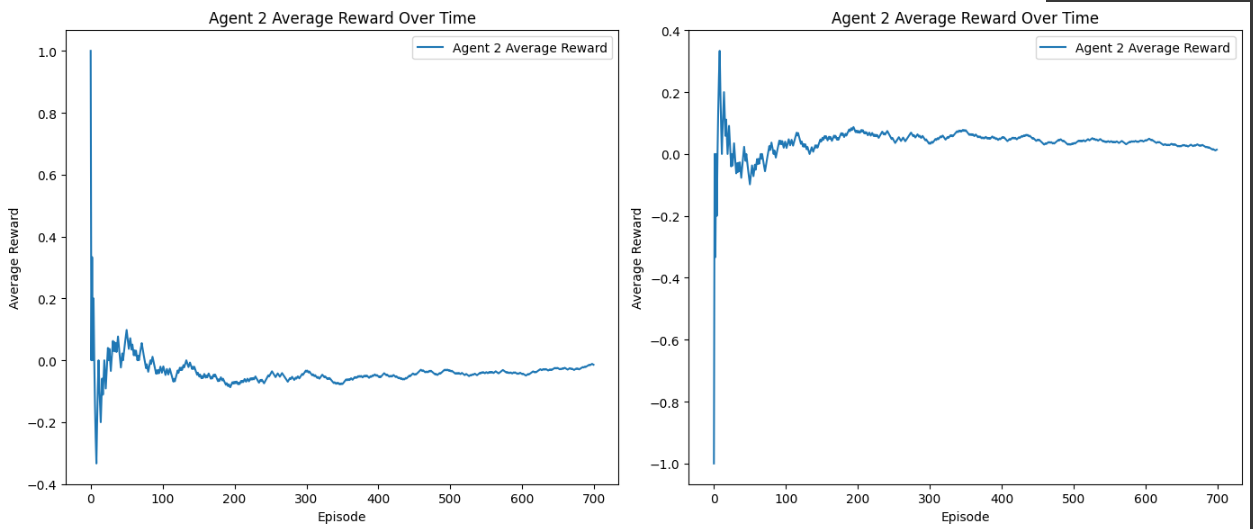 Agent 2 Average Reward Over Time
Agent 2 Average Reward
1.0
0.8
0.6
0.4
0.2
0.0
−0.2
−0.4
Average Reward
0 100 200 300 400 500 600 700
Episode
Agent 2 Average Reward Over Time
Agent 2 Average Reward
0.4
0.2
0.0
−0.2
−0.4
−0.6
−0.8
−1.0
Average Reward
0 100 200 300 400 500 600 700
Episode